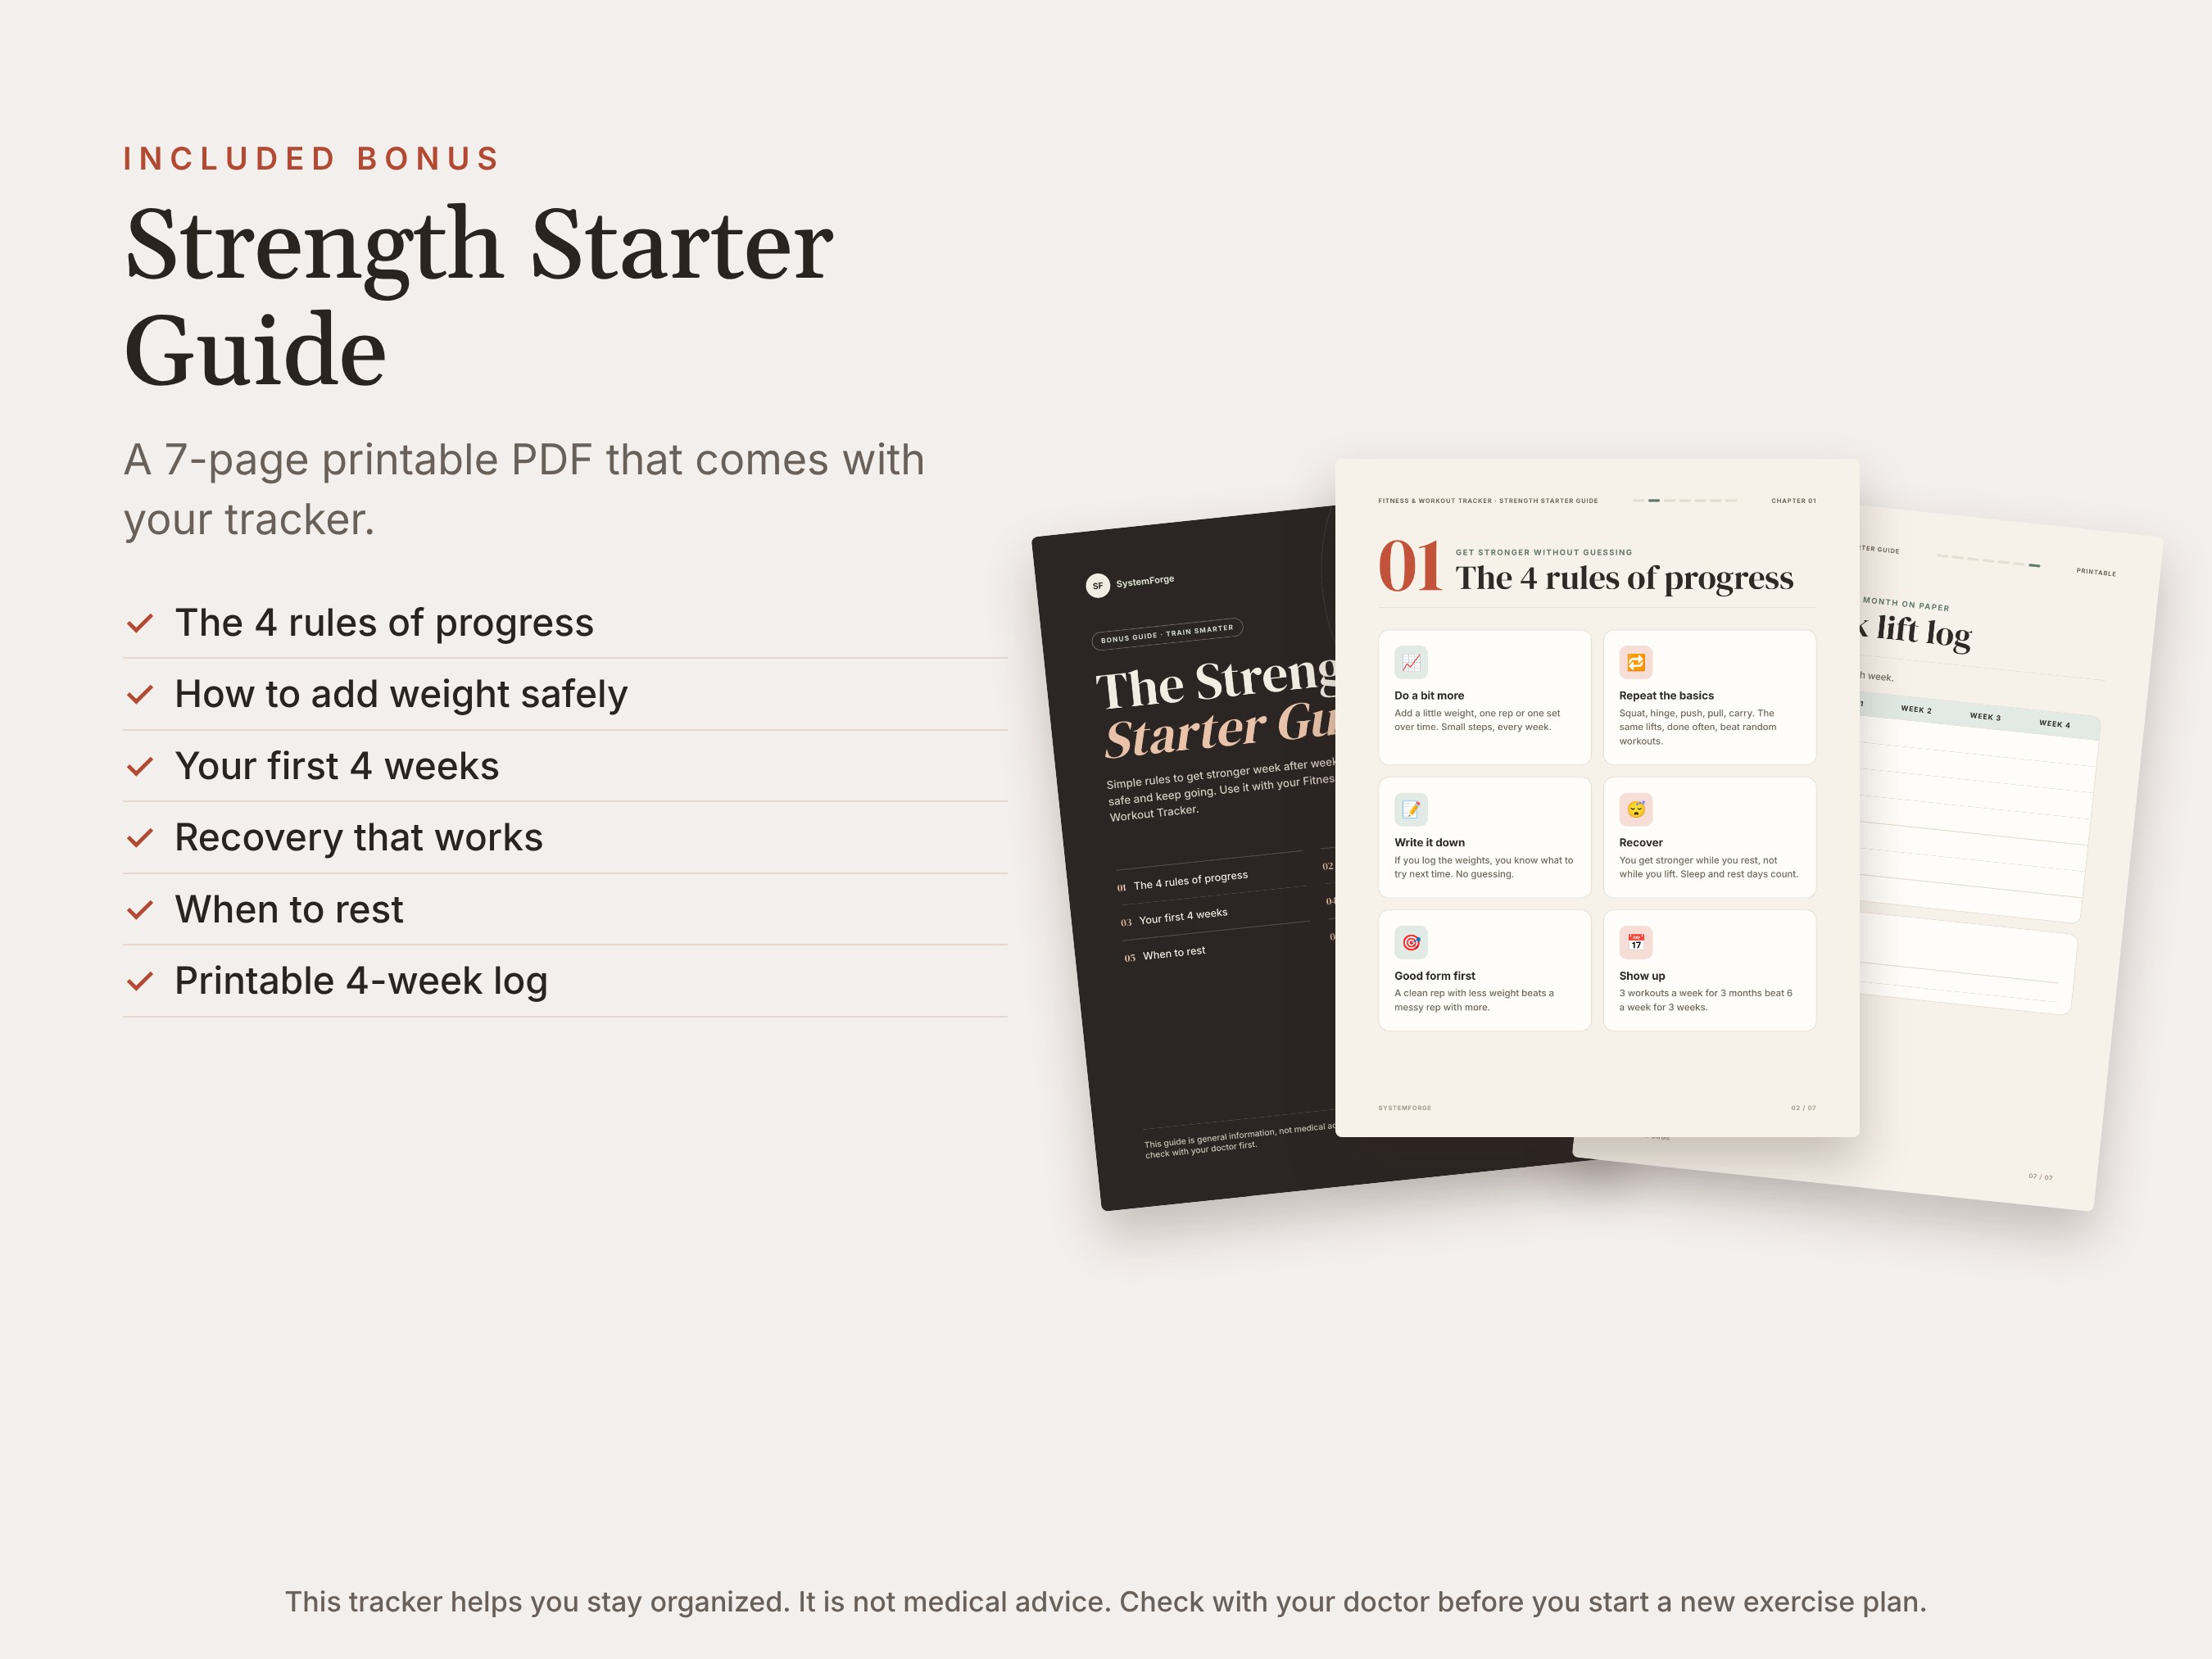 INCLUDED BONUS
Strength Starter
Guide
A 7-page printable PDF that comes with
your tracker.
The 4 rules of progress
How to add weight safely
Your first 4 weeks
Recovery that works
When to rest
Printable 4-week log
SF SystemForge
BONUS GUIDE · TRAIN SMARTER
The Streng
Starter Gu
Simple rules to get stronger week after week
safe and keep going. Use it with your Fitnes
Workout Tracker.
01 The 4 rules of progress
02
03 Your first 4 weeks
04
05 When to rest
This guide is general information, not medical
check with your doctor first.
FITNESS & WORKOUT TRACKER · STRENGTH STARTER GUIDE
CHAPTER 01
01
GET STRONGER WITHOUT GUESSING
The 4 rules of progress
Do a bit more
Add a little weight, one rep or one set
over time. Small steps, every week.
Repeat the basics
Squat, hinge, push, pull, carry. The
same lifts, done often, beat random
workouts.
Write it down
If you log the weights, you know what to
try next time. No guessing.
Recover
You get stronger while you rest, not
while you lift. Sleep and rest days count.
Good form first
A clean rep with less weight beats a
messy rep with more.
Show up
3 workouts a week for 3 months beat 6
a week for 3 weeks.
SYSTEMFORGE
02 / 07
TER GUIDE
PRINTABLE
MONTH ON PAPER
lift log
week.
WEEK 2 WEEK 3 WEEK 4
07 / 07
This tracker helps you stay organized. It is not medical advice. Check with your doctor before you start a new exercise plan.